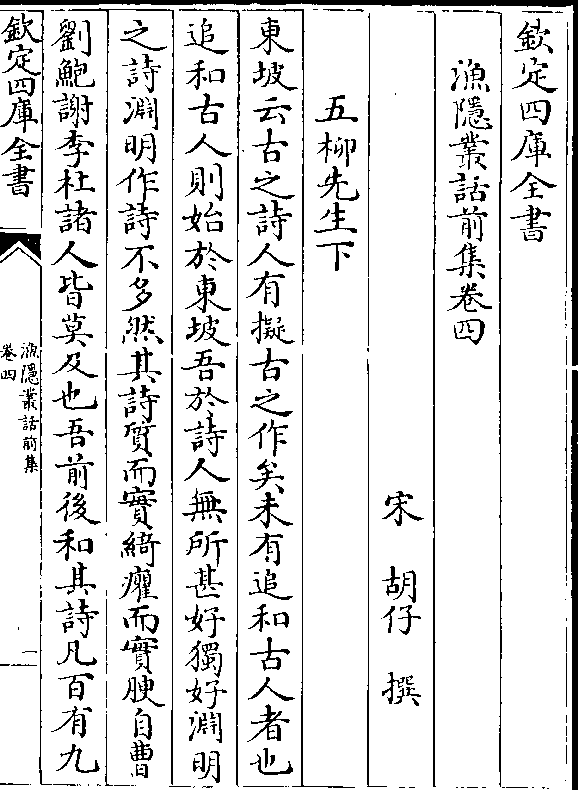 欽定四庫全書
漁隱叢話前集卷四
宋 胡仔 撰
五柳先生下
東坡云古之詩人有擬古之作矣未有追和古人者也
追和古人則始於東坡吾於詩人無所甚好獨好淵明
之詩淵明作詩不多然其詩質而實綺癯而實腴自曹
劉鮑謝李杜諸人皆莫及也吾前後和其詩凡百有九
欽定四庫全書
漁隱叢話前集
卷四
一